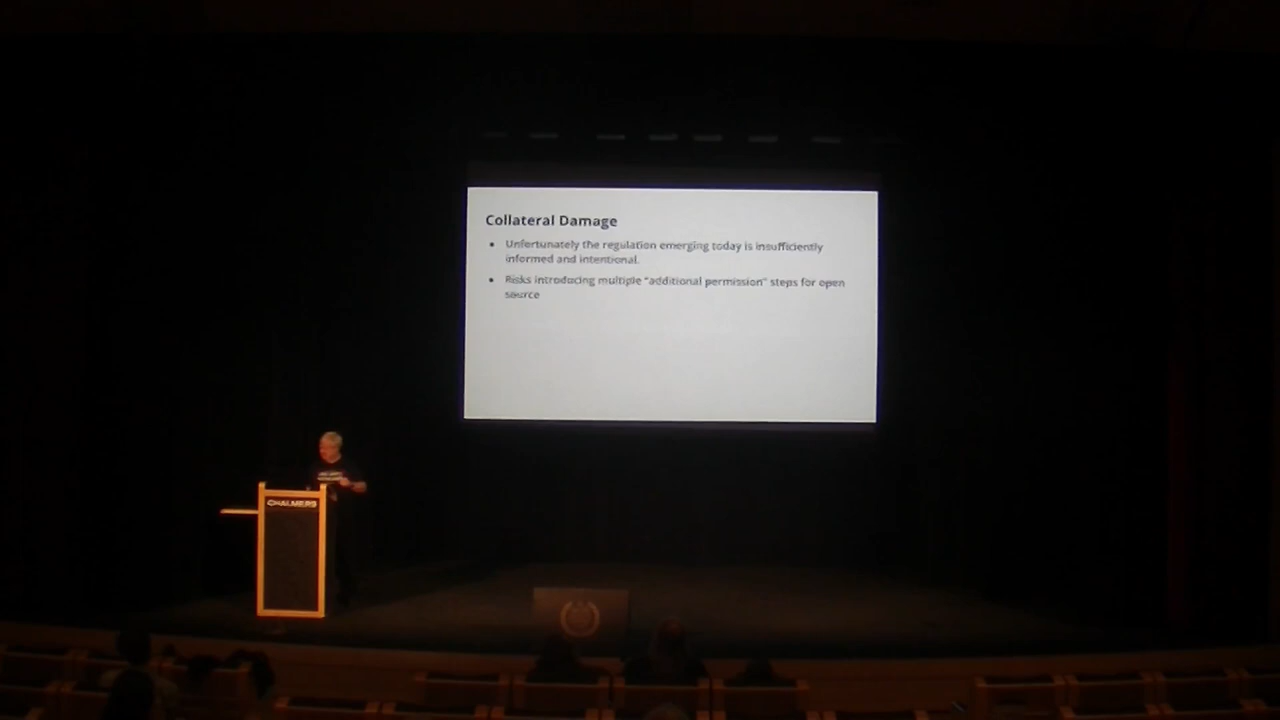 Collateral Damage
• Unfortunately the regulation emerging today is insufficiently
informed and intentional.
• Risks introducing multiple "additional permission" steps for open
source
CHALMERS